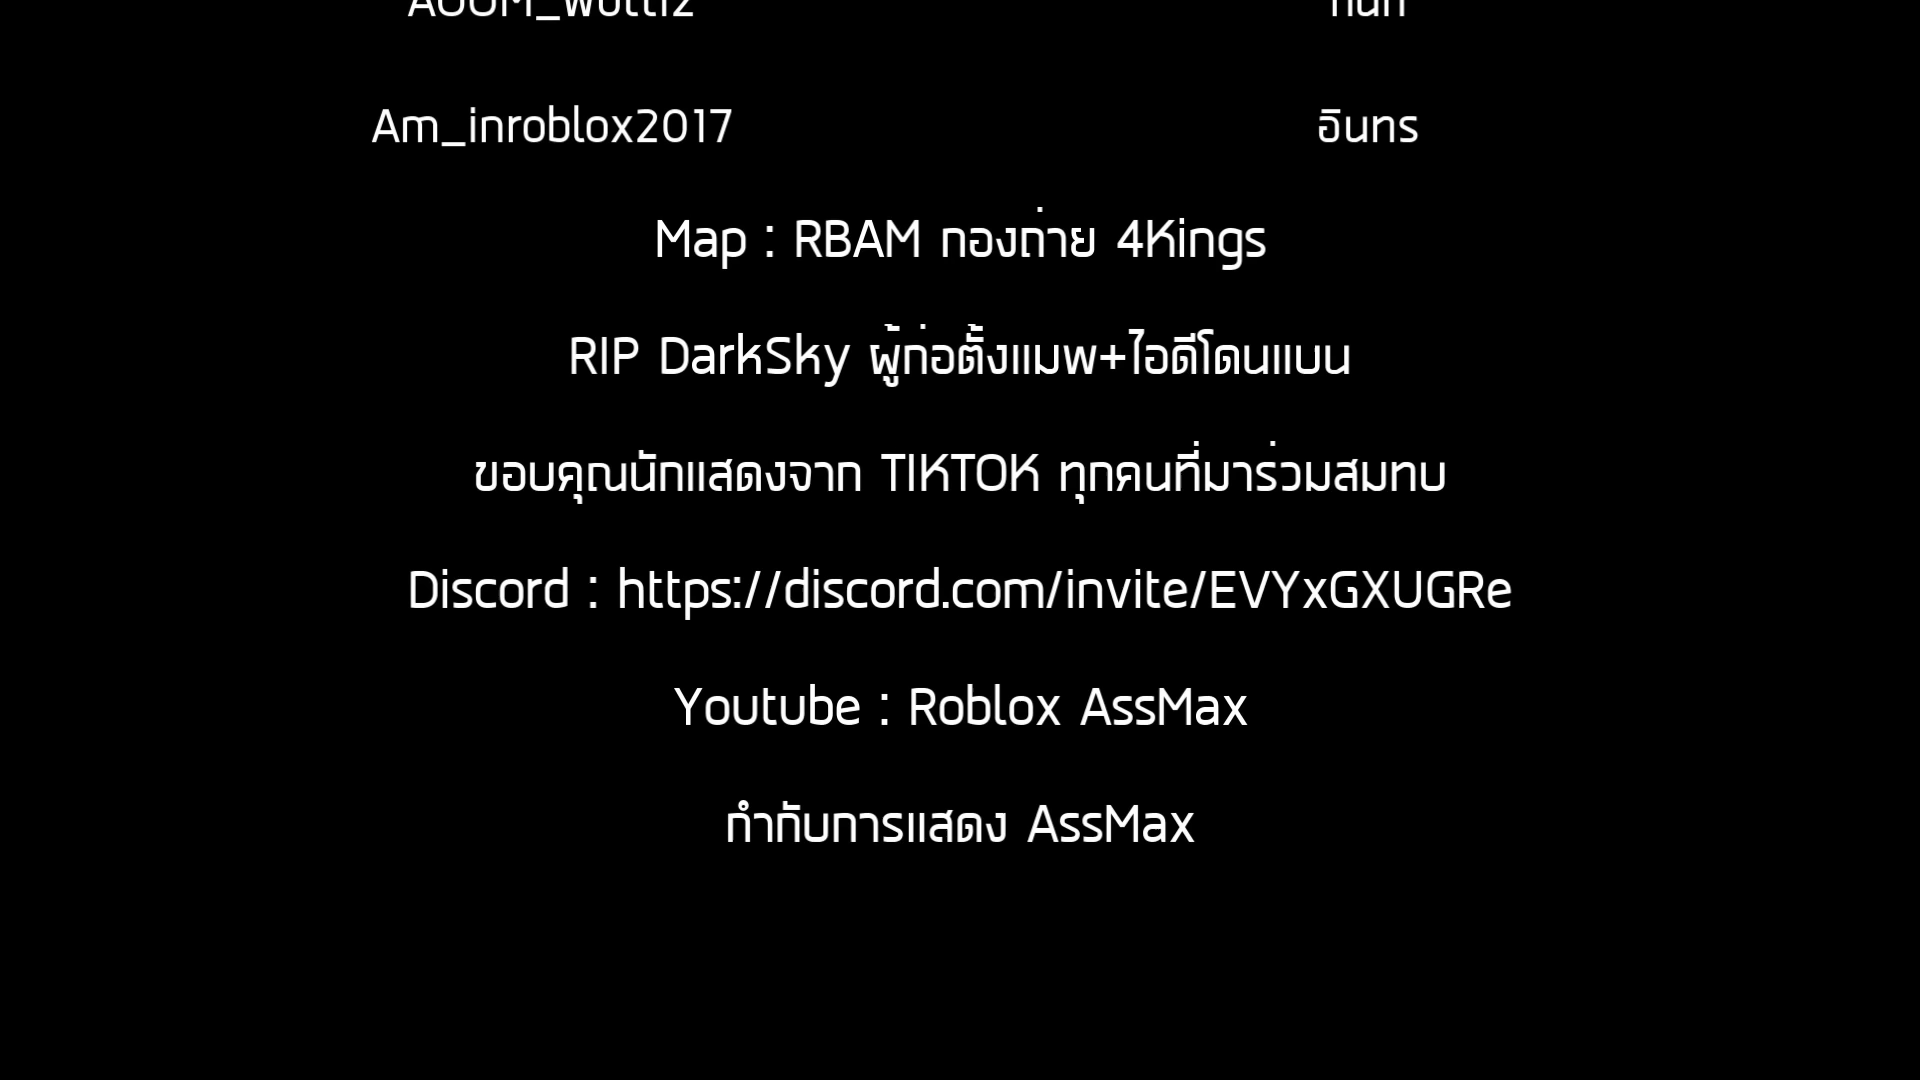 Am_inroblox2017 อินทร
Map : RBAM กองถ่าย 4Kings
RIP DarkSky ผู้ก่อตั้งแมพ+ไอดีโดนแบน
ขอบคุณนักแสดงจาก TIKTOK ทุกคนที่มาร่วมสมทบ
Discord : https://discord.com/invite/EVYxGXUGRe
Youtube : Roblox AssMax
กำกับการแสดง AssMax